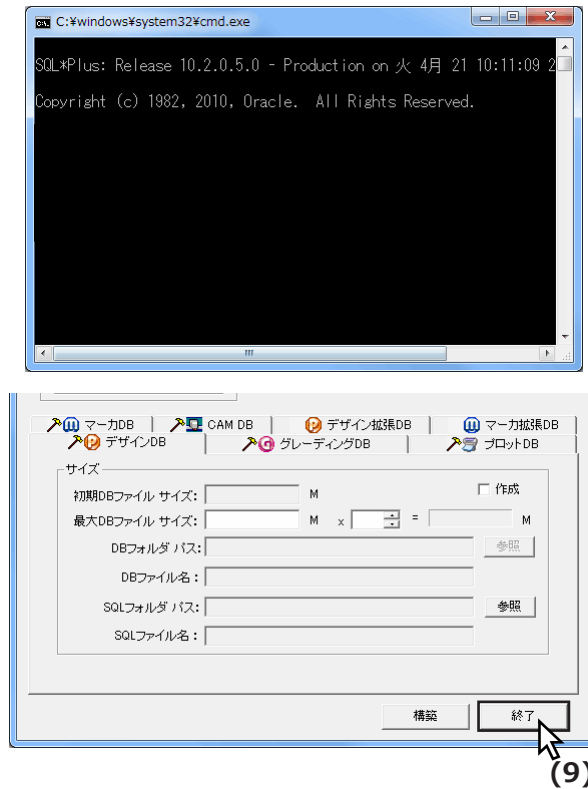 C:¥windows¥system32¥cmd.exe
SQL*Plus: Release 10.2.0.5.0 - Production on 火 4月 21 10:11:09 2
Copyright (c) 1982, 2010, Oracle.  All Rights Reserved.
マーカDB CAM DB デザイン拡張DB マーカ拡張DB
デザインDB グレーディングDB プロットDB
サイズ
初期DBファイル サイズ: M 作成
最大DBファイル サイズ: M x = M
DBフォルダ パス: 参照
DBファイル名 :
SQLフォルダ パス: 参照
SQLファイル名 :
構築 終了
(9)